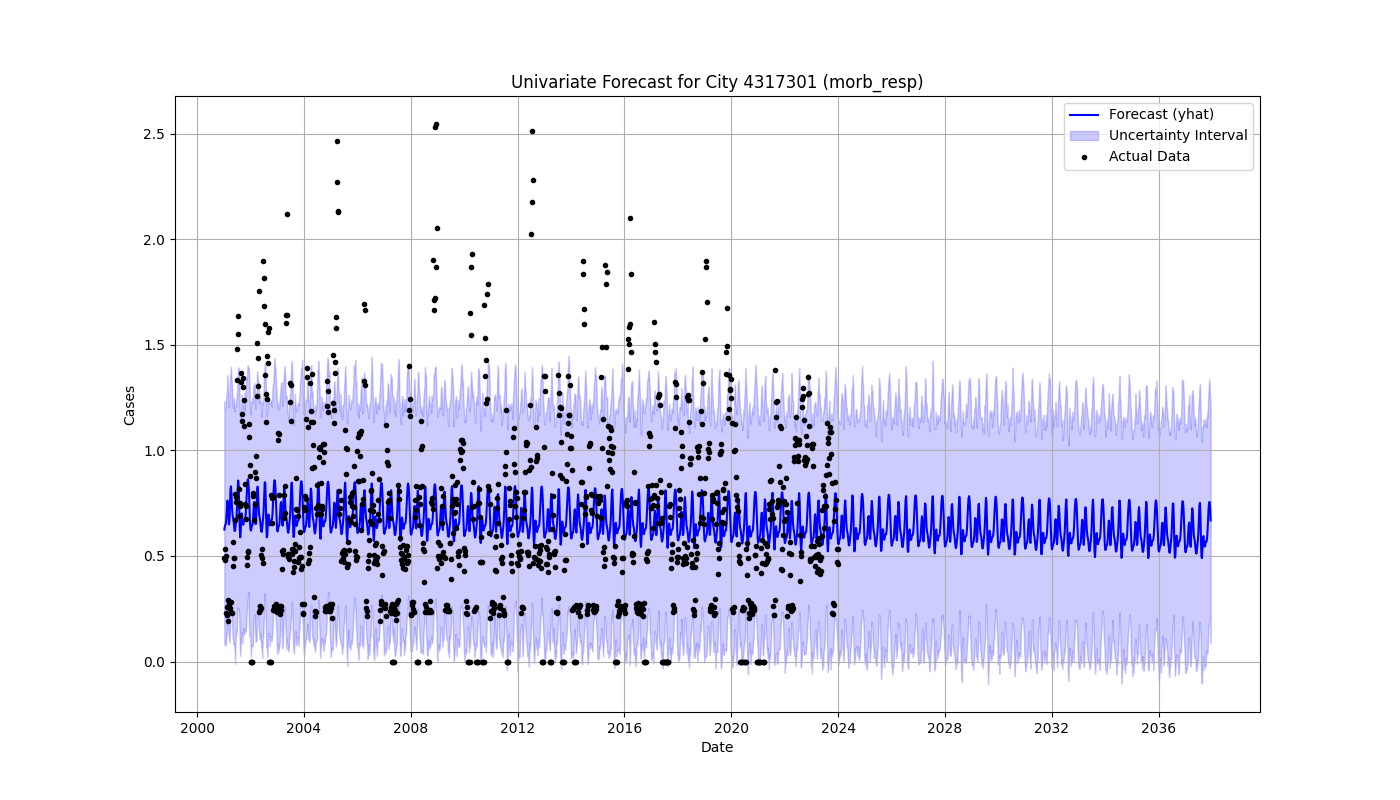 Univariate Forecast for City 4317301 (morb_resp)
Forecast (yhat)
Uncertainty Interval
Actual Data
Cases
2.5
2.0
1.5
1.0
0.5
0.0
2000 2004 2008 2012 2016 2020 2024 2028 2032 2036
Date